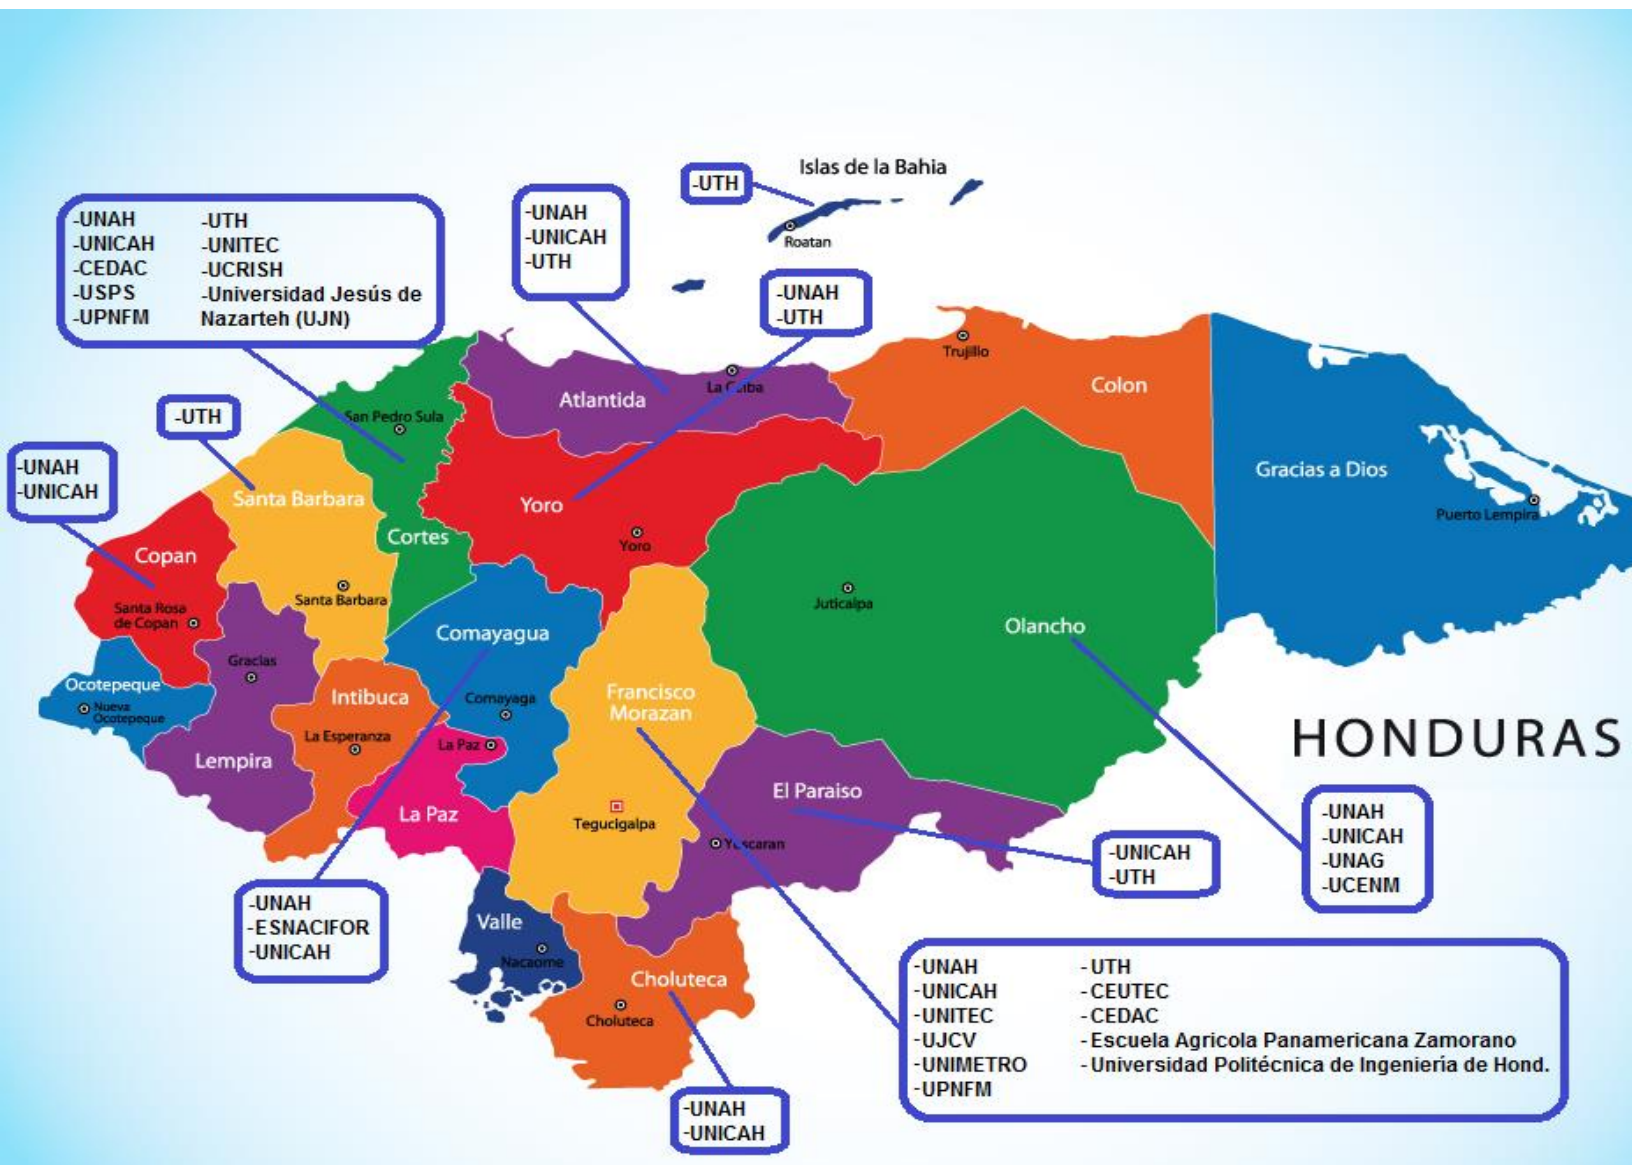 Islas de la Bahia
-UTH
Roatan
-UNAH
-UNICAH
-CEDAC
-USPS
-UPNFM
-UTH
-UNITEC
-UCRISH
-Universidad Jesús de
Nazarteh (UJN)
-UNAH
-UNICAH
-UTH
-UNAH
-UTH
Trujillo
Colon
La Ceiba
Atlantida
San Pedro Sula
-UTH
-UNAH
-UNICAH
Santa Barbara
Yoro
Yoro
Cortes
Gracias a Dios
Puerto Lempira
Copan
Santa Rosa
de Copan
Santa Barbara
Juticalpa
Olancho
Comayagua
Comayaga
Gracias
Ocotepeque
Nueva
Ocotepeque
Intibuca
La Esperanza
Francisco
Morazan
La Paz
La Paz
Lempira
HONDURAS
El Paraiso
Tegucigalpa
Yuscaran
-UNAH
-UNICAH
-UNAG
-UCENM
-UNICAH
-UTH
-UNAH
-ESNACIFOR
-UNICAH
Valle
Nacaome
Choluteca
Choluteca
-UNAH
-UNICAH
-UNITEC
-UJCV
-UNIMETRO
-UPNFM
-UTH
-CEUTEC
-CEDAC
-Escuela Agricola Panamericana Zamorano
-Universidad Politécnica de Ingeniería de Hond.
-UNAH
-UNICAH